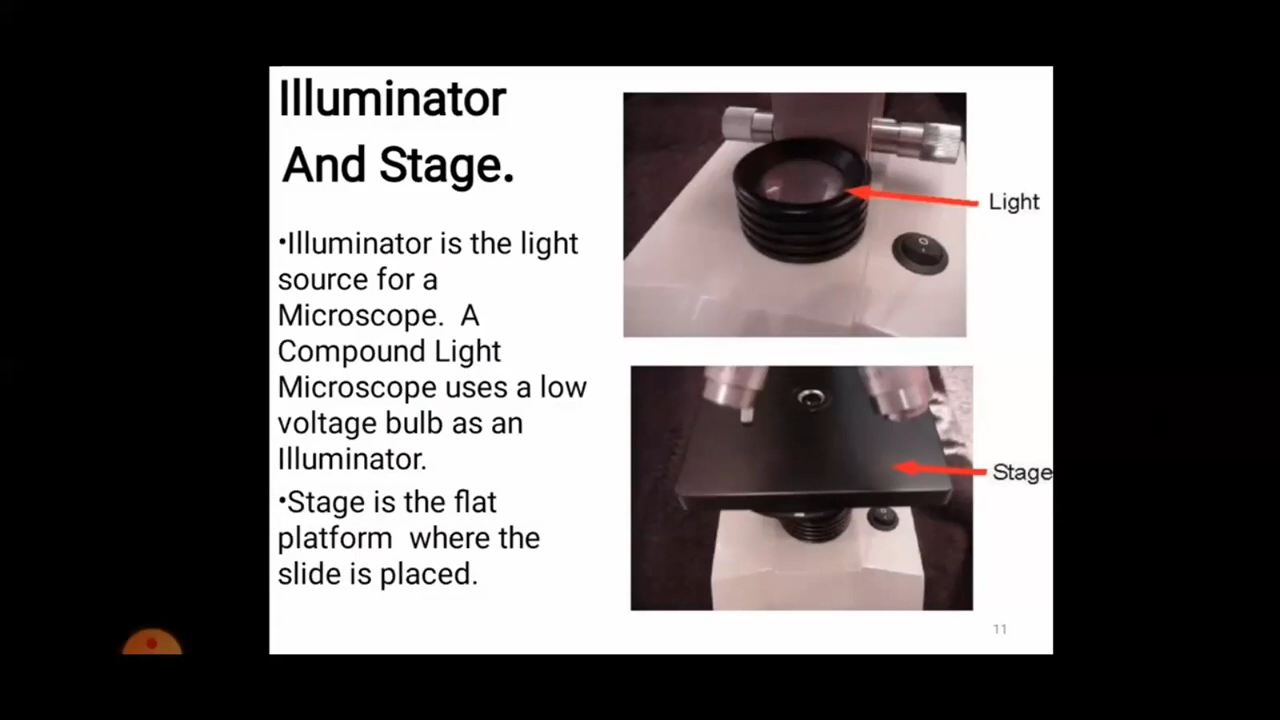 Illuminator
And Stage.
•Illuminator is the light
source for a
Microscope.  A
Compound Light
Microscope uses a low
voltage bulb as an
Illuminator.
•Stage is the flat
platform  where the
slide is placed.
Light
Stage
11